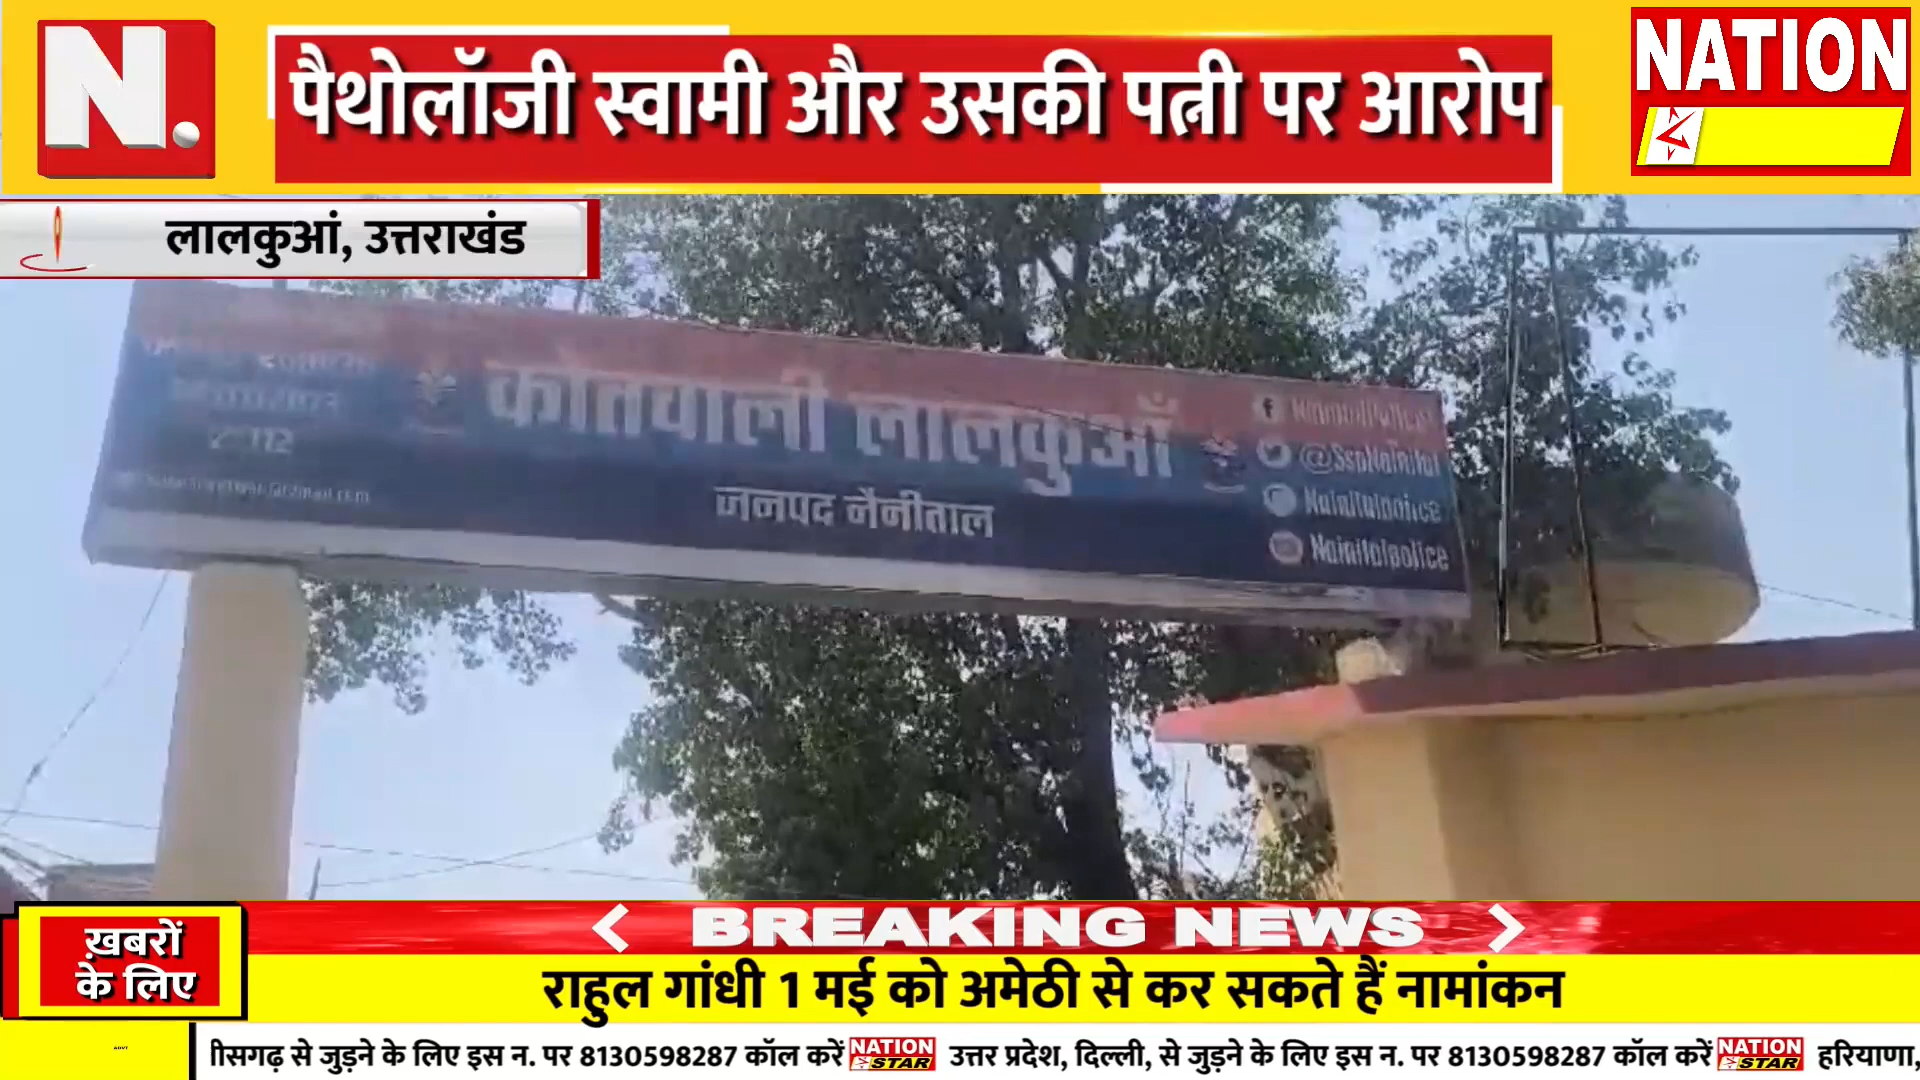 N.
पैथोलॉजी स्वामी और उसकी पत्नी पर आरोप
NATION
लालकुआं, उत्तराखंड
कोतवाली लालकुआँ
जनपद नैनीताल
112
@SspNainital
Nainitalpolice
Nainitalpolice
BREAKING NEWS
ख़बरों
के लिए
राहुल गांधी 1 मई को अमेठी से कर सकते हैं नामांकन
ADVT
ीसगढ़ से जुड़ने के लिए इस न. पर 8130598287 कॉल करें NATION STAR उत्तर प्रदेश, दिल्ली, से जुड़ने के लिए इस न. पर 8130598287 कॉल करें NATION STAR हरियाणा,